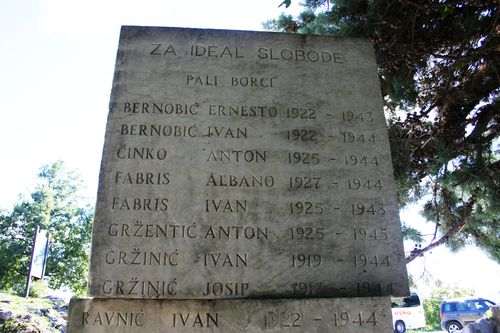 ZA IDEAL SLOBODE
PALI BORCI
BERNOBIĆ ERNESTO 1922 - 1943
BERNOBIĆ IVAN 1922 - 1944
ČINKO ANTON 1925 - 1944
FABRIS ALBANO 1927 - 1944
FABRIS IVAN 1925 - 1943
GRŽENTIĆ ANTON 1925 - 1945
GRŽINIĆ IVAN 1919 - 1944
GRŽINIĆ JOSIP 1917 - 1944
RAVNIĆ IVAN 1922 - 1944